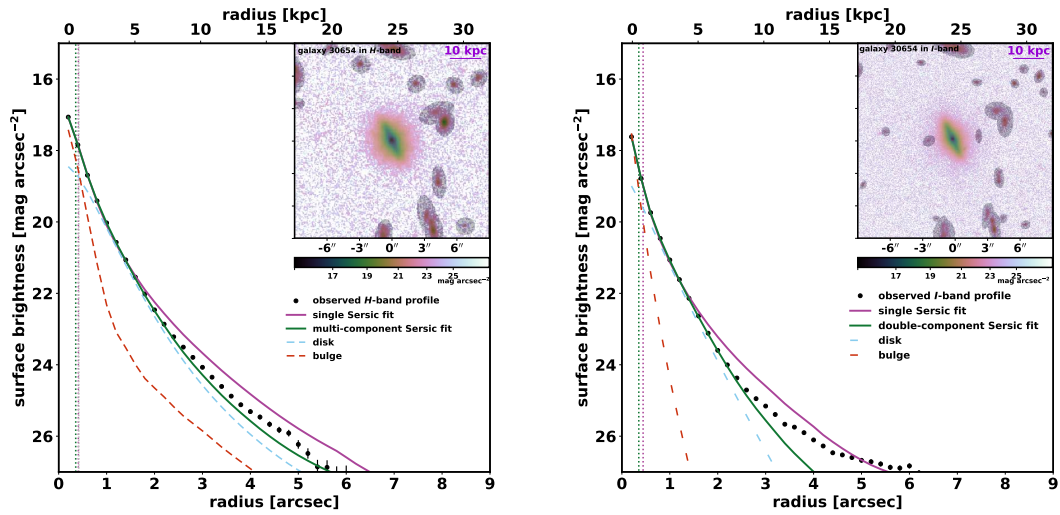 radius [kpc]
0 5 10 15 20 25 30
surface brightness [mag arcsec−2]
16
18
20
22
24
26
galaxy 30654 in H-band
10 kpc
-6′′ -3′′ 0′′ 3′′ 6′′
17 19 21 23 25
mag arcsec−2
observed H-band profile
single Sersic fit
multi-component Sersic fit
disk
bulge
0 1 2 3 4 5 6 7 8 9
radius [arcsec]
radius [kpc]
0 5 10 15 20 25 30
surface brightness [mag arcsec−2]
16
18
20
22
24
26
galaxy 30654 in I-band
10 kpc
-6′′ -3′′ 0′′ 3′′ 6′′
17 19 21 23 25
mag arcsec−2
observed I-band profile
single Sersic fit
double-component Sersic fit
disk
bulge
0 1 2 3 4 5 6 7 8 9
radius [arcsec]